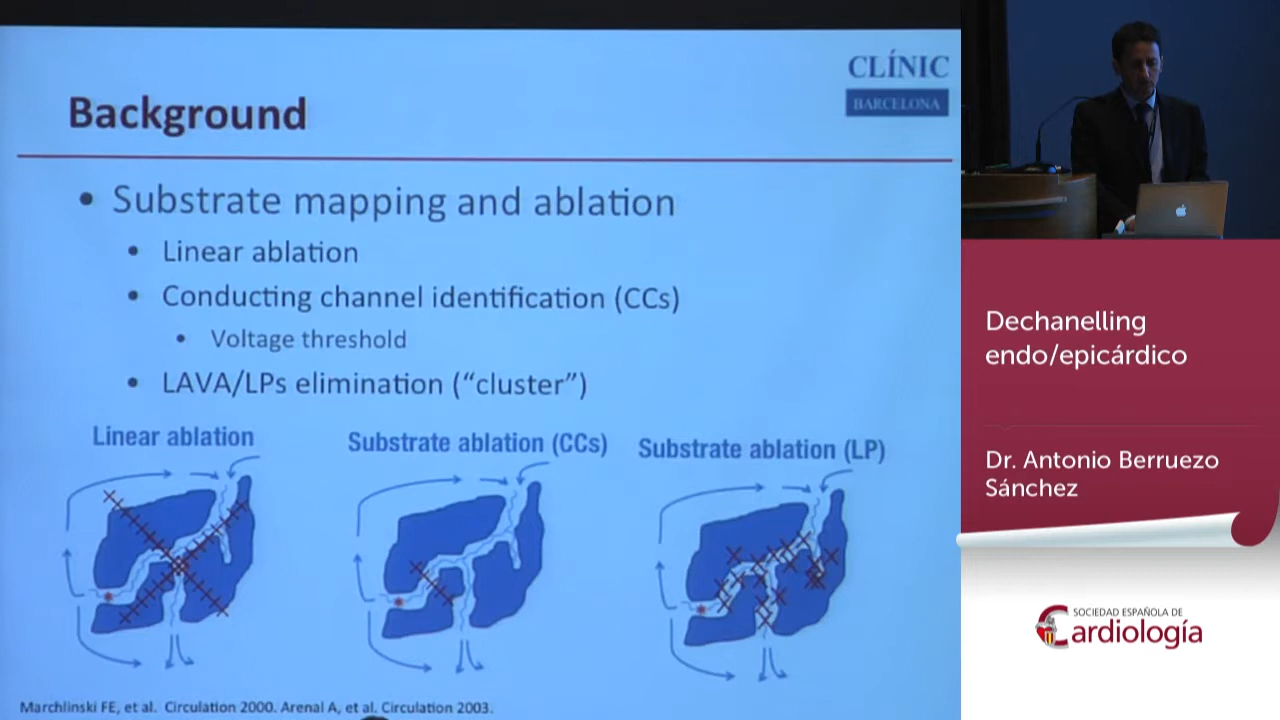 CLÍNIC
BARCELONA
Background
• Substrate mapping and ablation
• Linear ablation
• Conducting channel identification (CCs)
• Voltage threshold
• LAVA/LPs elimination (“cluster”)
Linear ablation
Substrate ablation (CCs)
Substrate ablation (LP)
Marchlinski FE, et al. Circulation 2000. Arenal A, et al. Circulation 2003.
Dechanelling
endo/epicárdico
Dr. Antonio Berruezo
Sánchez
SOCIEDAD ESPAÑOLA DE
Cardiología